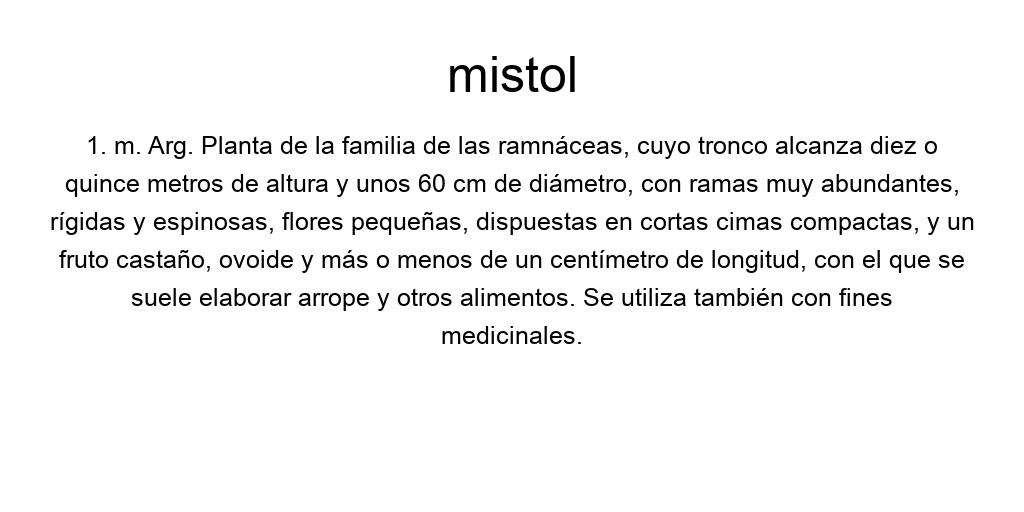 mistol
1. m. Arg. Planta de la familia de las ramnáceas, cuyo tronco alcanza diez o
quince metros de altura y unos 60 cm de diámetro, con ramas muy abundantes,
rígidas y espinosas, flores pequeñas, dispuestas en cortas cimas compactas, y un
fruto castaño, ovoide y más o menos de un centímetro de longitud, con el que se
suele elaborar arrope y otros alimentos. Se utiliza también con fines
medicinales.